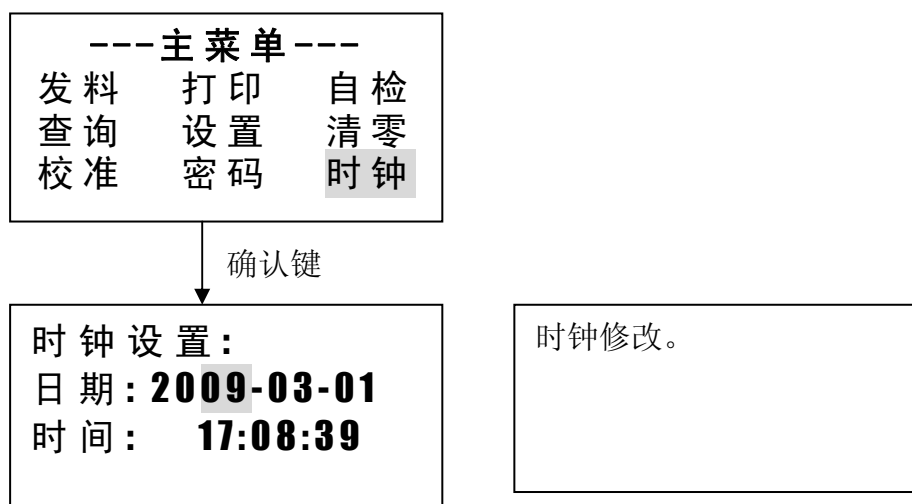 ---主菜单---
发料 打印 自检
查询 设置 清零
校准 密码 时钟
确认键
时钟设置:
日期:2009-03-01
时间: 17:08:39
时钟修改。